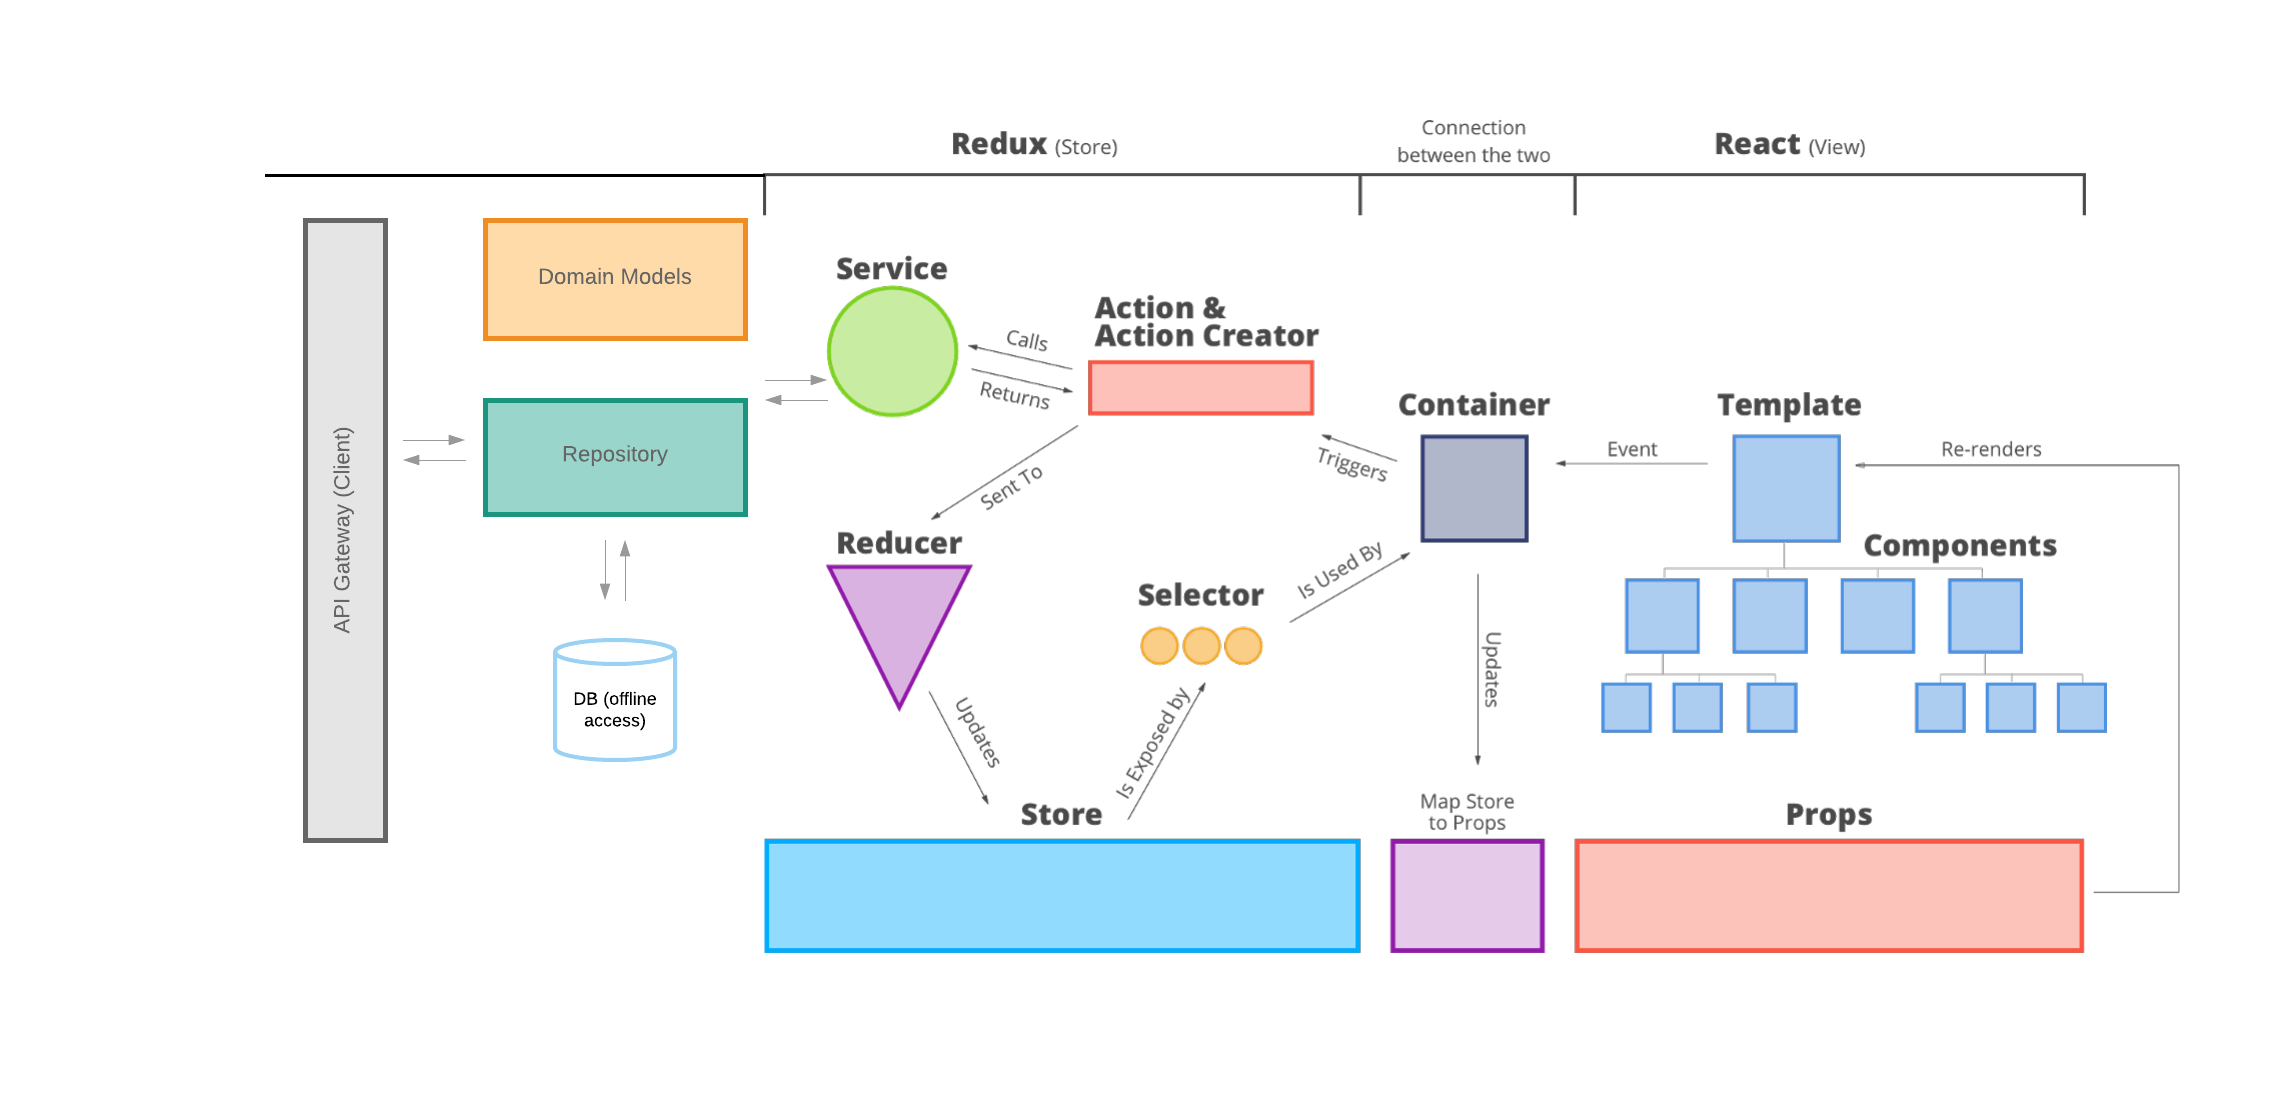 Redux (Store)
Connection
between the two
React (View)
API Gateway (Client)
Domain Models
Repository
DB (offline
access)
Service
Calls
Returns
Action &
Action Creator
Sent To
Triggers
Container
Event
Template
Re-renders
Components
Reducer
Selector
Is Used By
Updates
Is Exposed by
Updates
Store
Map Store
to Props
Props